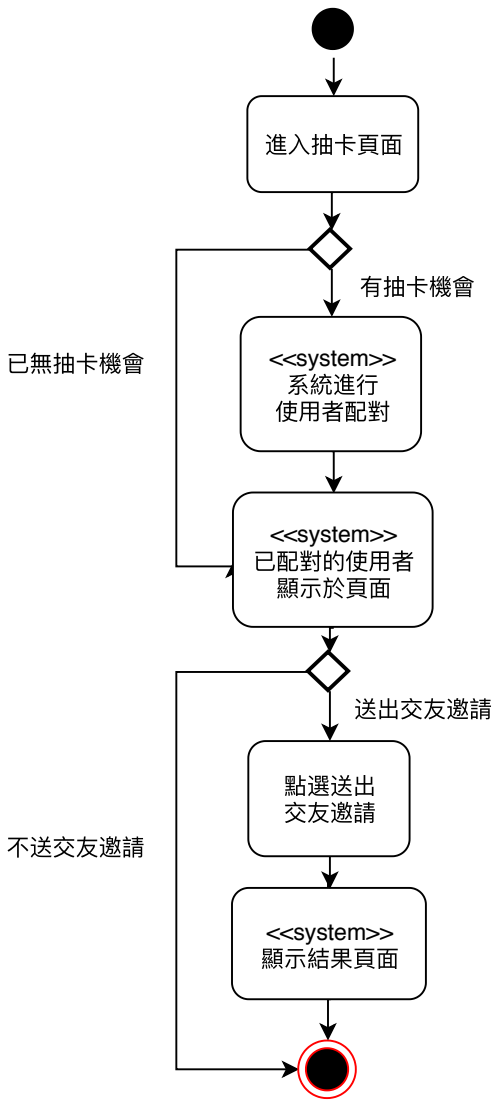 進入抽卡頁面
有抽卡機會
已無抽卡機會
<<system>>
系統進行
使用者配對
<<system>>
已配對的使用者
顯示於頁面
送出交友邀請
點選送出
交友邀請
不送交友邀請
<<system>>
顯示結果頁面